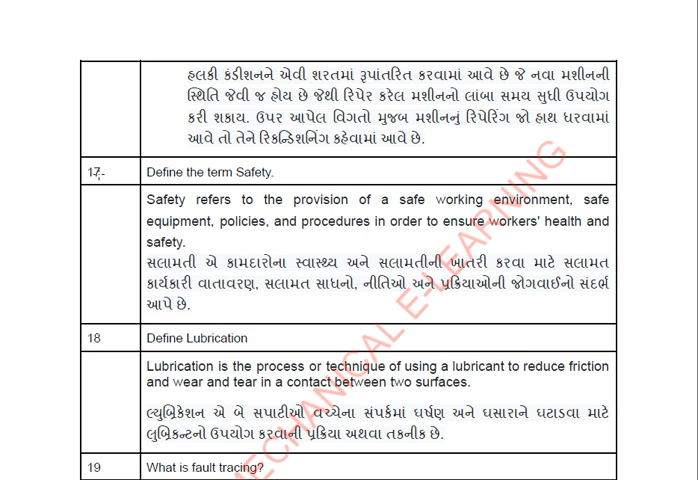 હલકી કંડીશનને એવી શરતમાં રૂપાંતરિત કરવામાં આવે છે જે નવા મશીનની
સ્થિતિ જેવી જ હોય છે જેથી રિપેર કરેલ મશીનનો લાંબા સમય સુધી ઉપયોગ
કરી શકાય. ઉપર આપેલ વિગતો મુજબ મશીનનું રિપેરિંગ જો હાથ ધરવામાં
આવે તો તેને રિકન્ડિશનિંગ કહેવામાં આવે છે.
17.- Define the term Safety.
Safety refers to the provision of a safe working environment, safe
equipment, policies, and procedures in order to ensure workers' health and
safety.
સલામતી એ કામદારોના સ્વાસ્થ્ય અને સલામતીની ખાતરી કરવા માટે સલામત
કાર્યકારી વાતાવરણ, સલામત સાધનો, નીતિઓ અને પ્રક્રિયાઓની જોગવાઈનો સંદર્ભ
આપે છે.
18 Define Lubrication
Lubrication is the process or technique of using a lubricant to reduce friction
and wear and tear in a contact between two surfaces.
લ્યુબ્રિકેશન એ બે સપાટીઓ વચ્ચેના સંપર્કમાં ઘર્ષણ અને ઘસારાને ઘટાડવા માટે
લુબ્રિકન્ટનો ઉપયોગ કરવાની પ્રક્રિયા અથવા તકનીક છે.
19 What is fault tracing?
MECHANICAL E-LEARNING